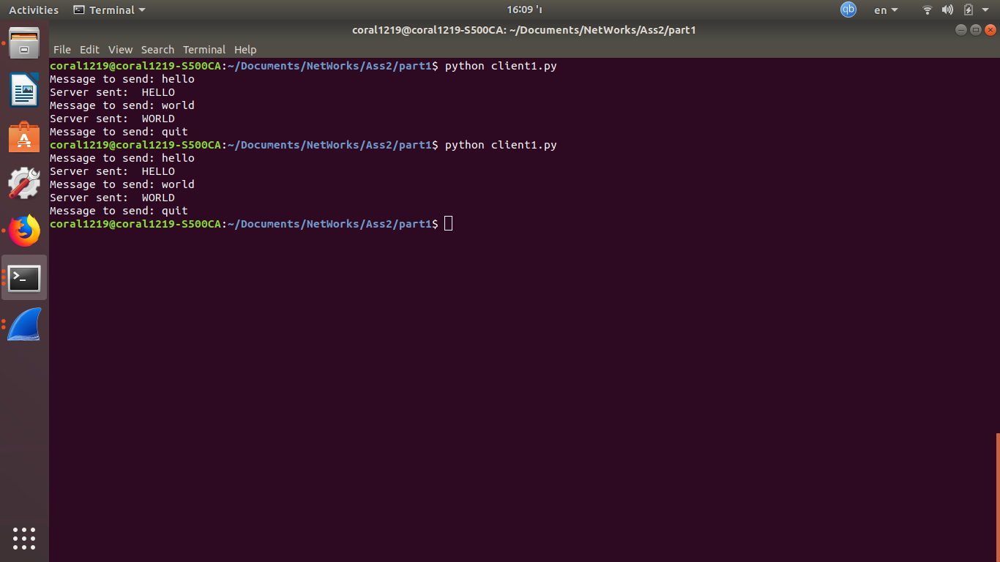 Activities Terminal 16:09 ו' qb en
coral1219@coral1219-S500CA: ~/Documents/NetWorks/Ass2/part1
File Edit View Search Terminal Help
coral1219@coral1219-S500CA:~/Documents/NetWorks/Ass2/part1$ python client1.py
Message to send: hello
Server sent:  HELLO
Message to send: world
Server sent:  WORLD
Message to send: quit
coral1219@coral1219-S500CA:~/Documents/NetWorks/Ass2/part1$ python client1.py
Message to send: hello
Server sent:  HELLO
Message to send: world
Server sent:  WORLD
Message to send: quit
coral1219@coral1219-S500CA:~/Documents/NetWorks/Ass2/part1$